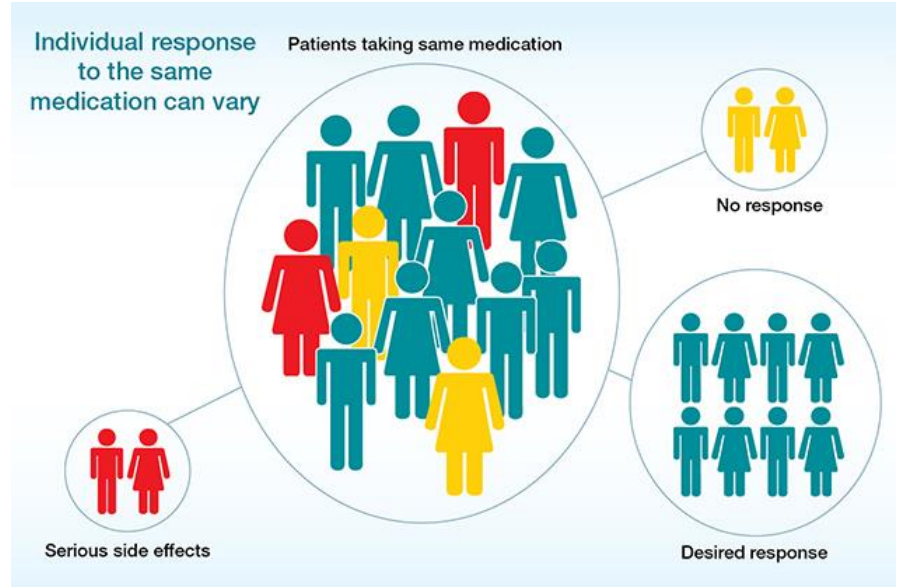 Individual response
to the same
medication can vary
Patients taking same medication
No response
Serious side effects
Desired response